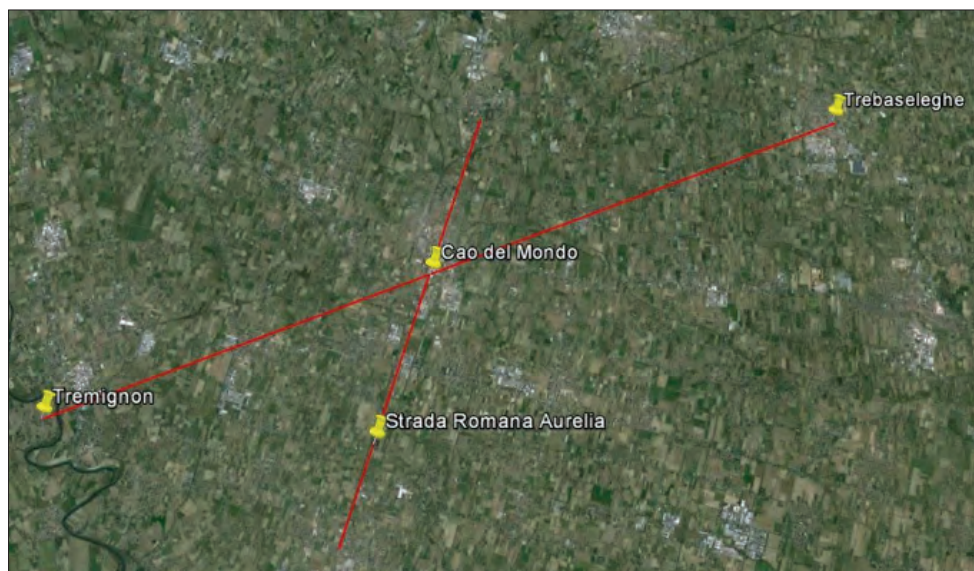 Trebaseleghe
Cao del Mondo
Tremignon
Strada Romana Aurelia